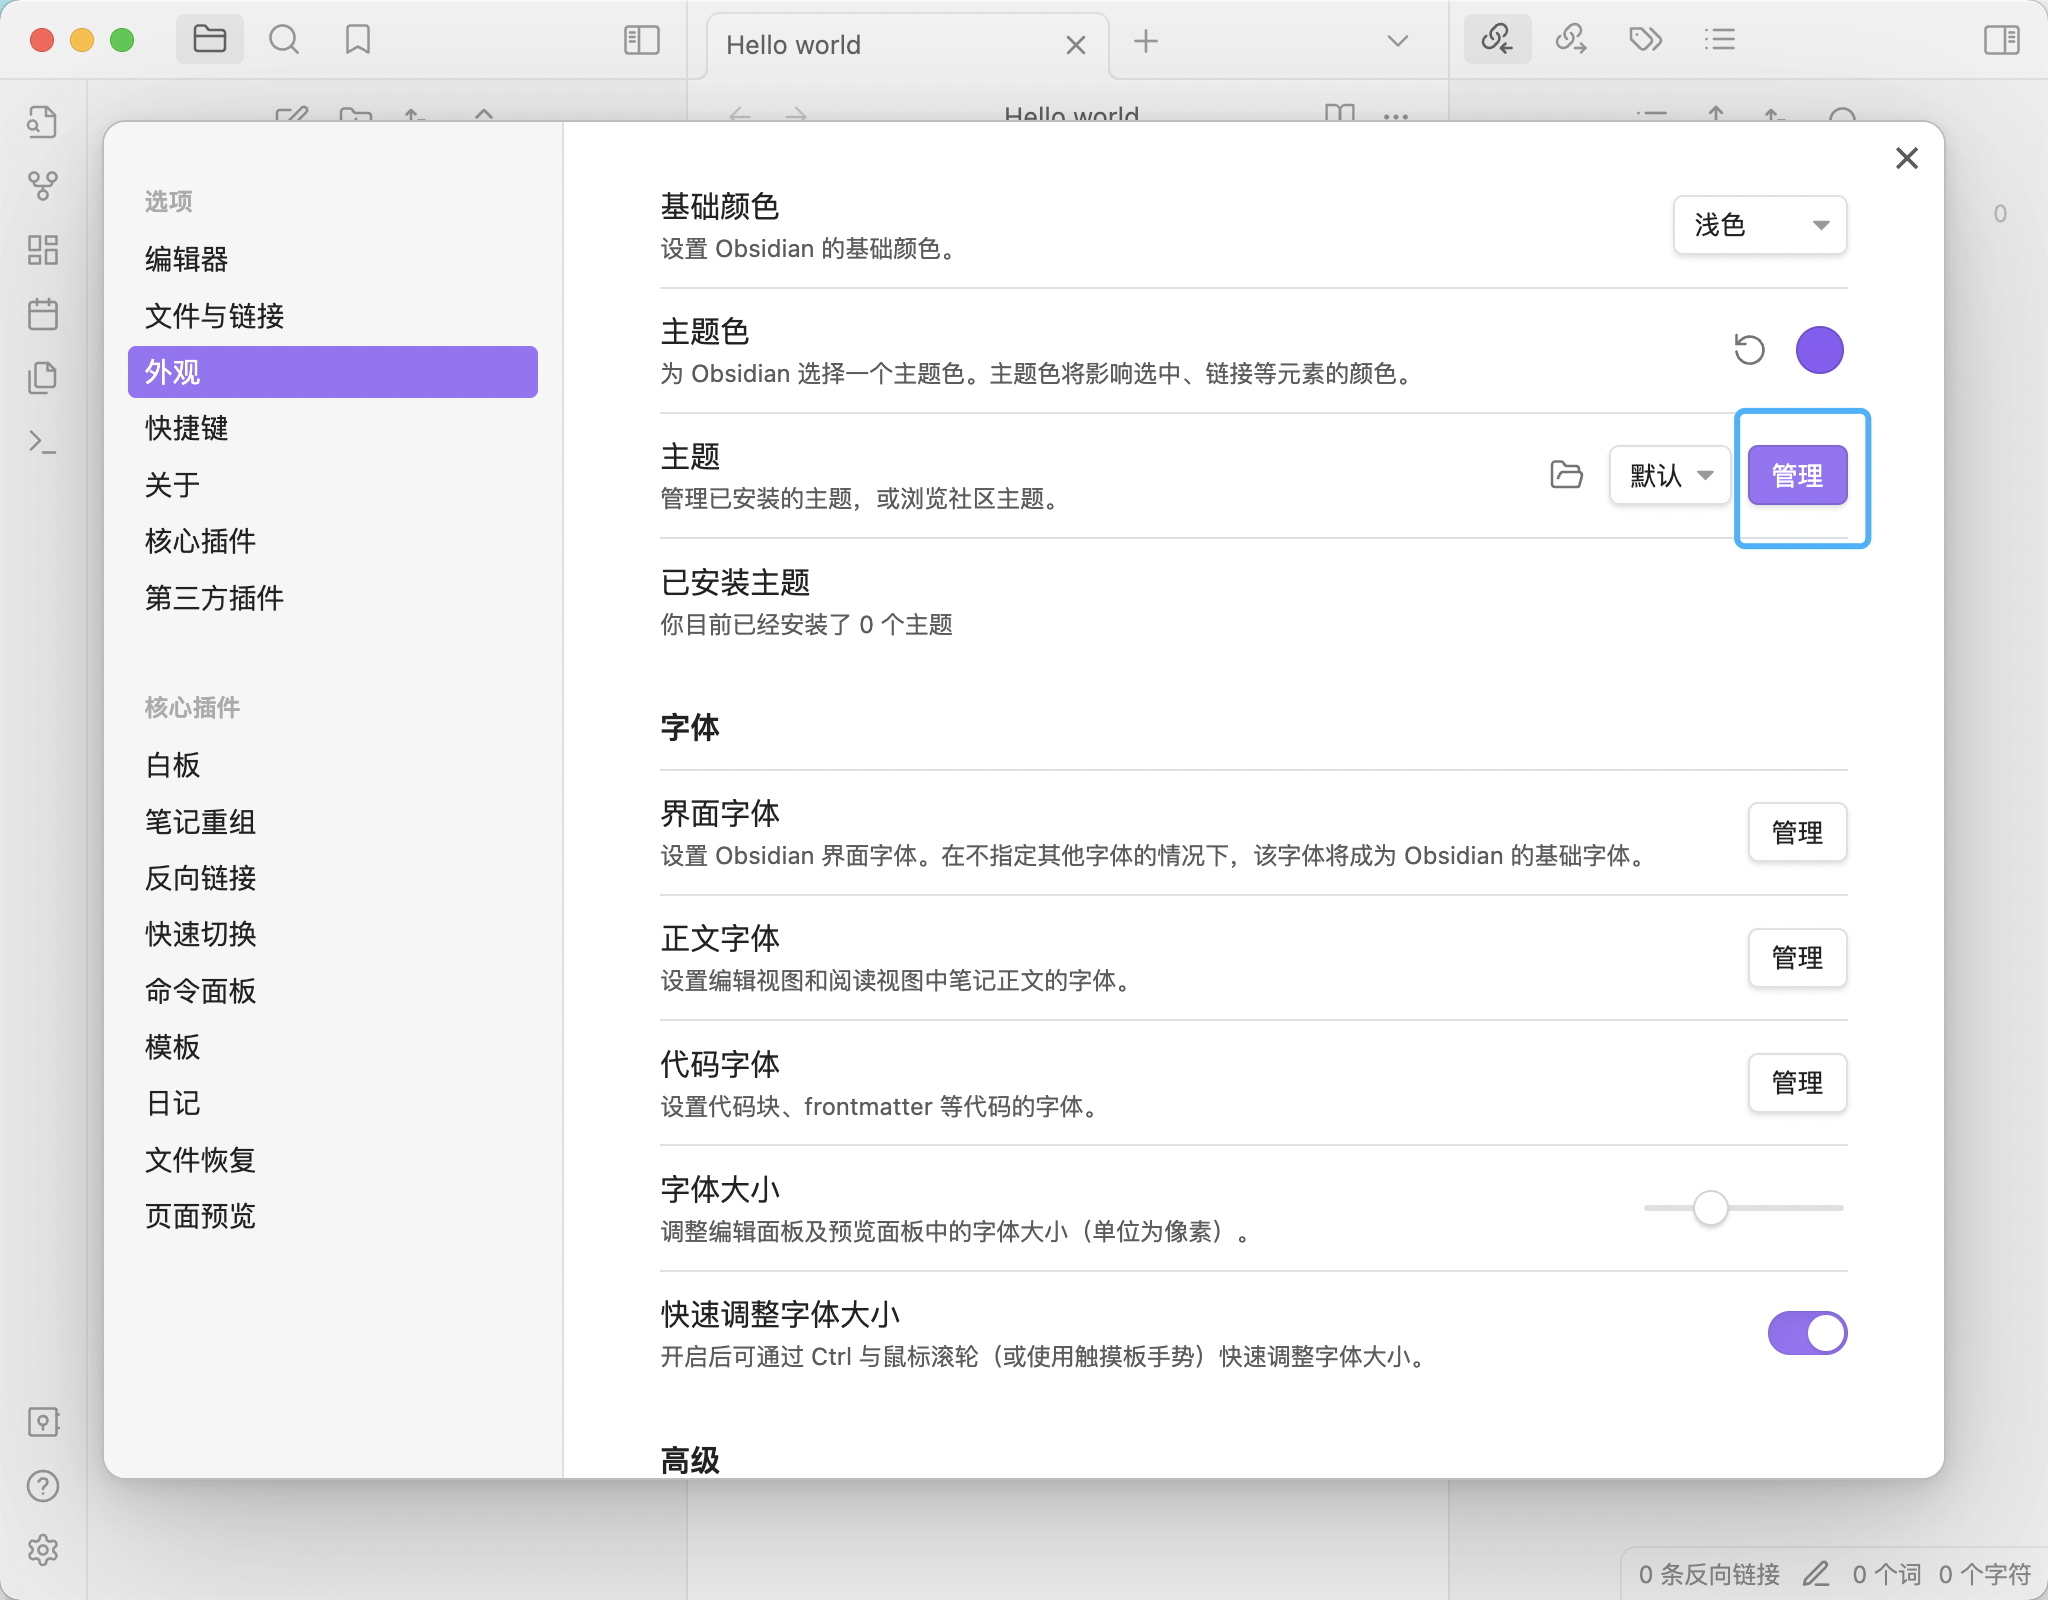 Hello world
Hello world
0
选项
编辑器
文件与链接
外观
快捷键
关于
核心插件
第三方插件
核心插件
白板
笔记重组
反向链接
快速切换
命令面板
模板
日记
文件恢复
页面预览
基础颜色
设置 Obsidian 的基础颜色。
浅色
主题色
为 Obsidian 选择一个主题色。主题色将影响选中、链接等元素的颜色。
主题
管理已安装的主题，或浏览社区主题。
默认
管理
已安装主题
你目前已经安装了 0 个主题
字体
界面字体
设置 Obsidian 界面字体。在不指定其他字体的情况下，该字体将成为 Obsidian 的基础字体。
管理
正文字体
设置编辑视图和阅读视图中笔记正文的字体。
管理
代码字体
设置代码块、frontmatter 等代码的字体。
管理
字体大小
调整编辑面板及预览面板中的字体大小（单位为像素）。
快速调整字体大小
开启后可通过 Ctrl 与鼠标滚轮（或使用触摸板手势）快速调整字体大小。
高级
0 条反向链接 0 个词 0 个字符